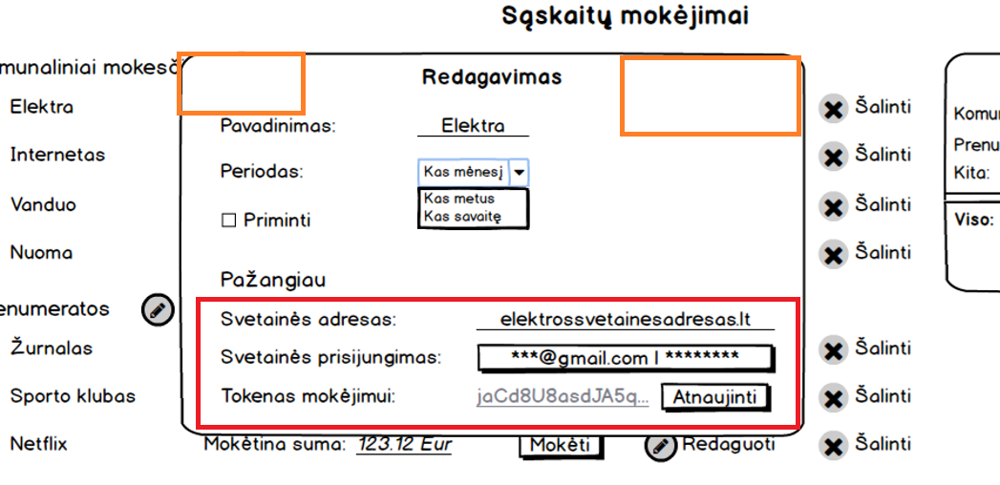 Sąskaitų mokėjimai
munaliniai mokesč
Redagavimas
Elektra
Šalinti
Komur
Pavadinimas: Elektra
Internetas
Šalinti
Prenu
Periodas: Kas mėnesį
Kita:
Kas metus
Vanduo
Šalinti
Kas savaitę
Priminti
Viso:
Nuoma
Šalinti
Pažangiau
enumeratos
Svetainės adresas: elektrossvetainesadresas.lt
Žurnalas
Šalinti
Svetainės prisijungimas: ***@gmail.com | ********
Sporto klubas
Tokenas mokėjimui: jaCd8U8asdJA5q... Atnaujinti
Šalinti
Netflix
Mokėtina suma: 123.12 Eur Mokėti Redaguoti
Šalinti